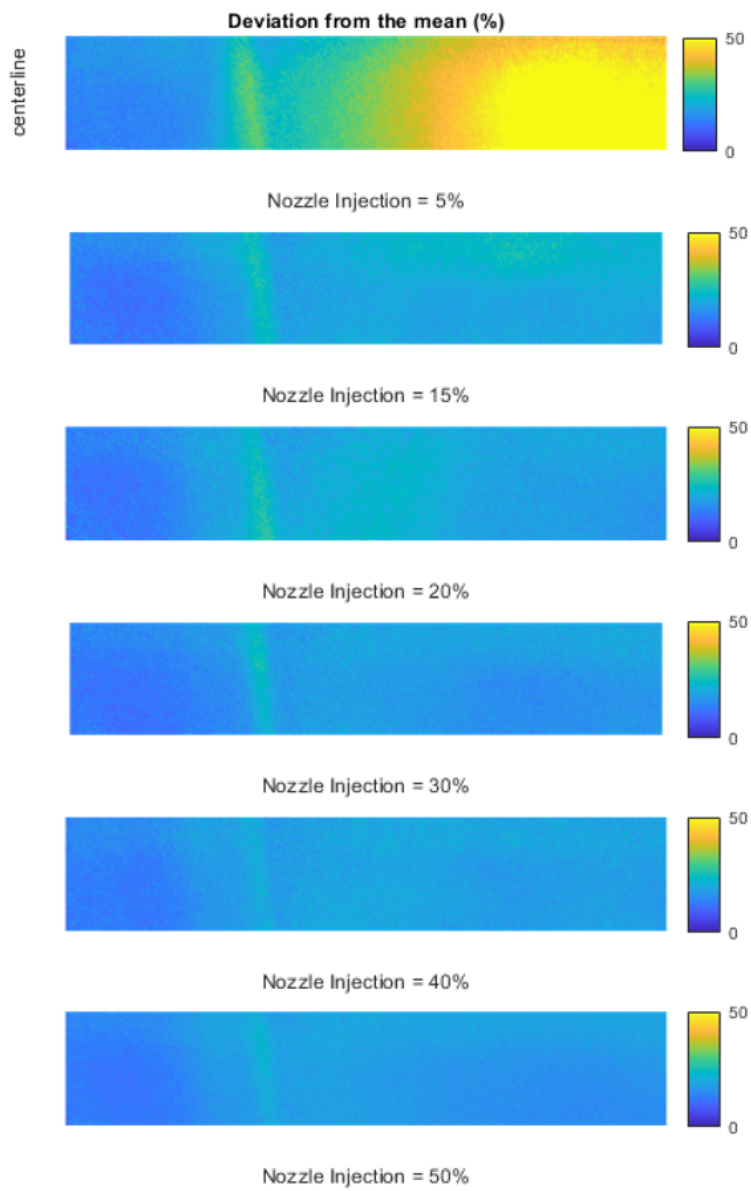 Deviation from the mean (%)
centerline
50
0
Nozzle Injection = 5%
50
0
Nozzle Injection = 15%
50
0
Nozzle Injection = 20%
50
0
Nozzle Injection = 30%
50
0
Nozzle Injection = 40%
50
0
Nozzle Injection = 50%